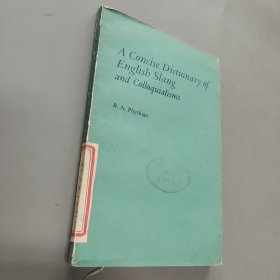 A Concise Dictionary of
English Slang
and Colloquialisms
B. A. Phythian